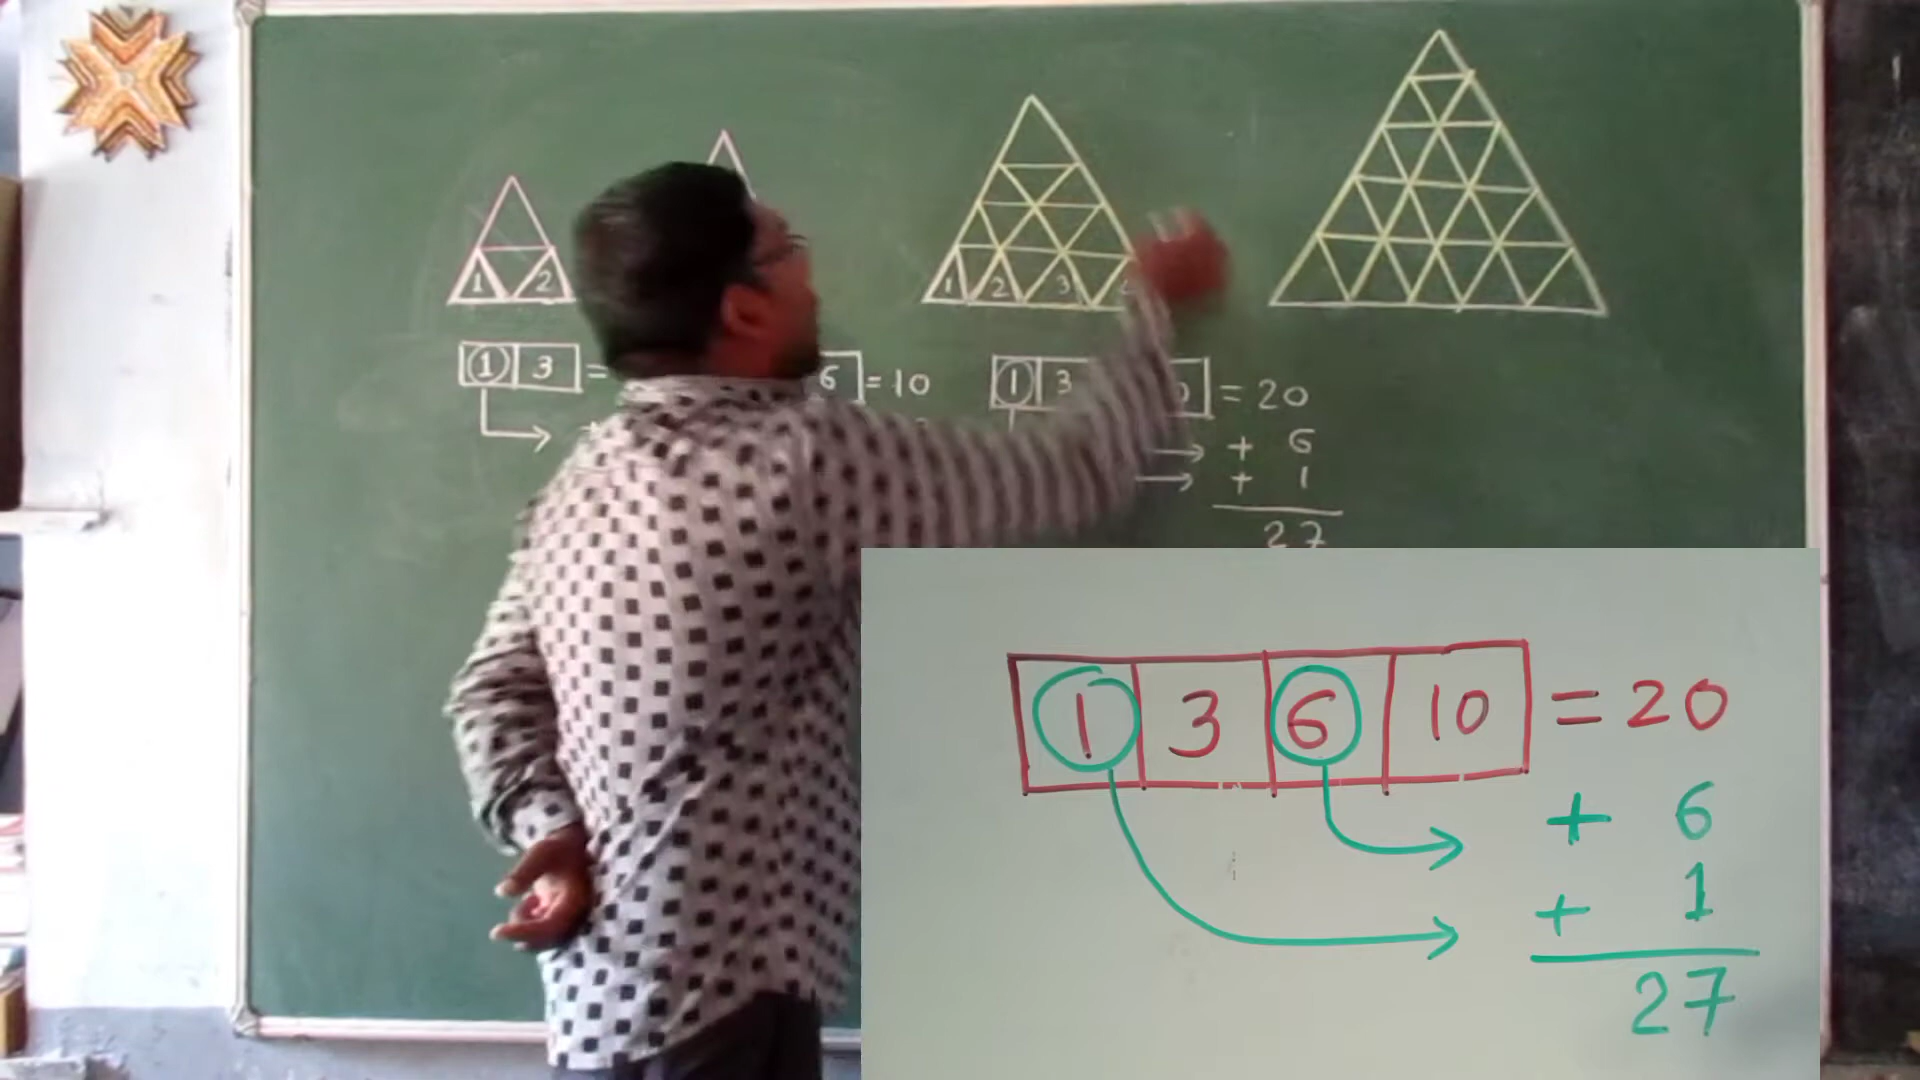 1 2
1 2 3
1 3 =
6 = 10
1 3 = 20
+ 6
+ 1
27
1 3 6 10 = 20
+ 6
+ 1
27